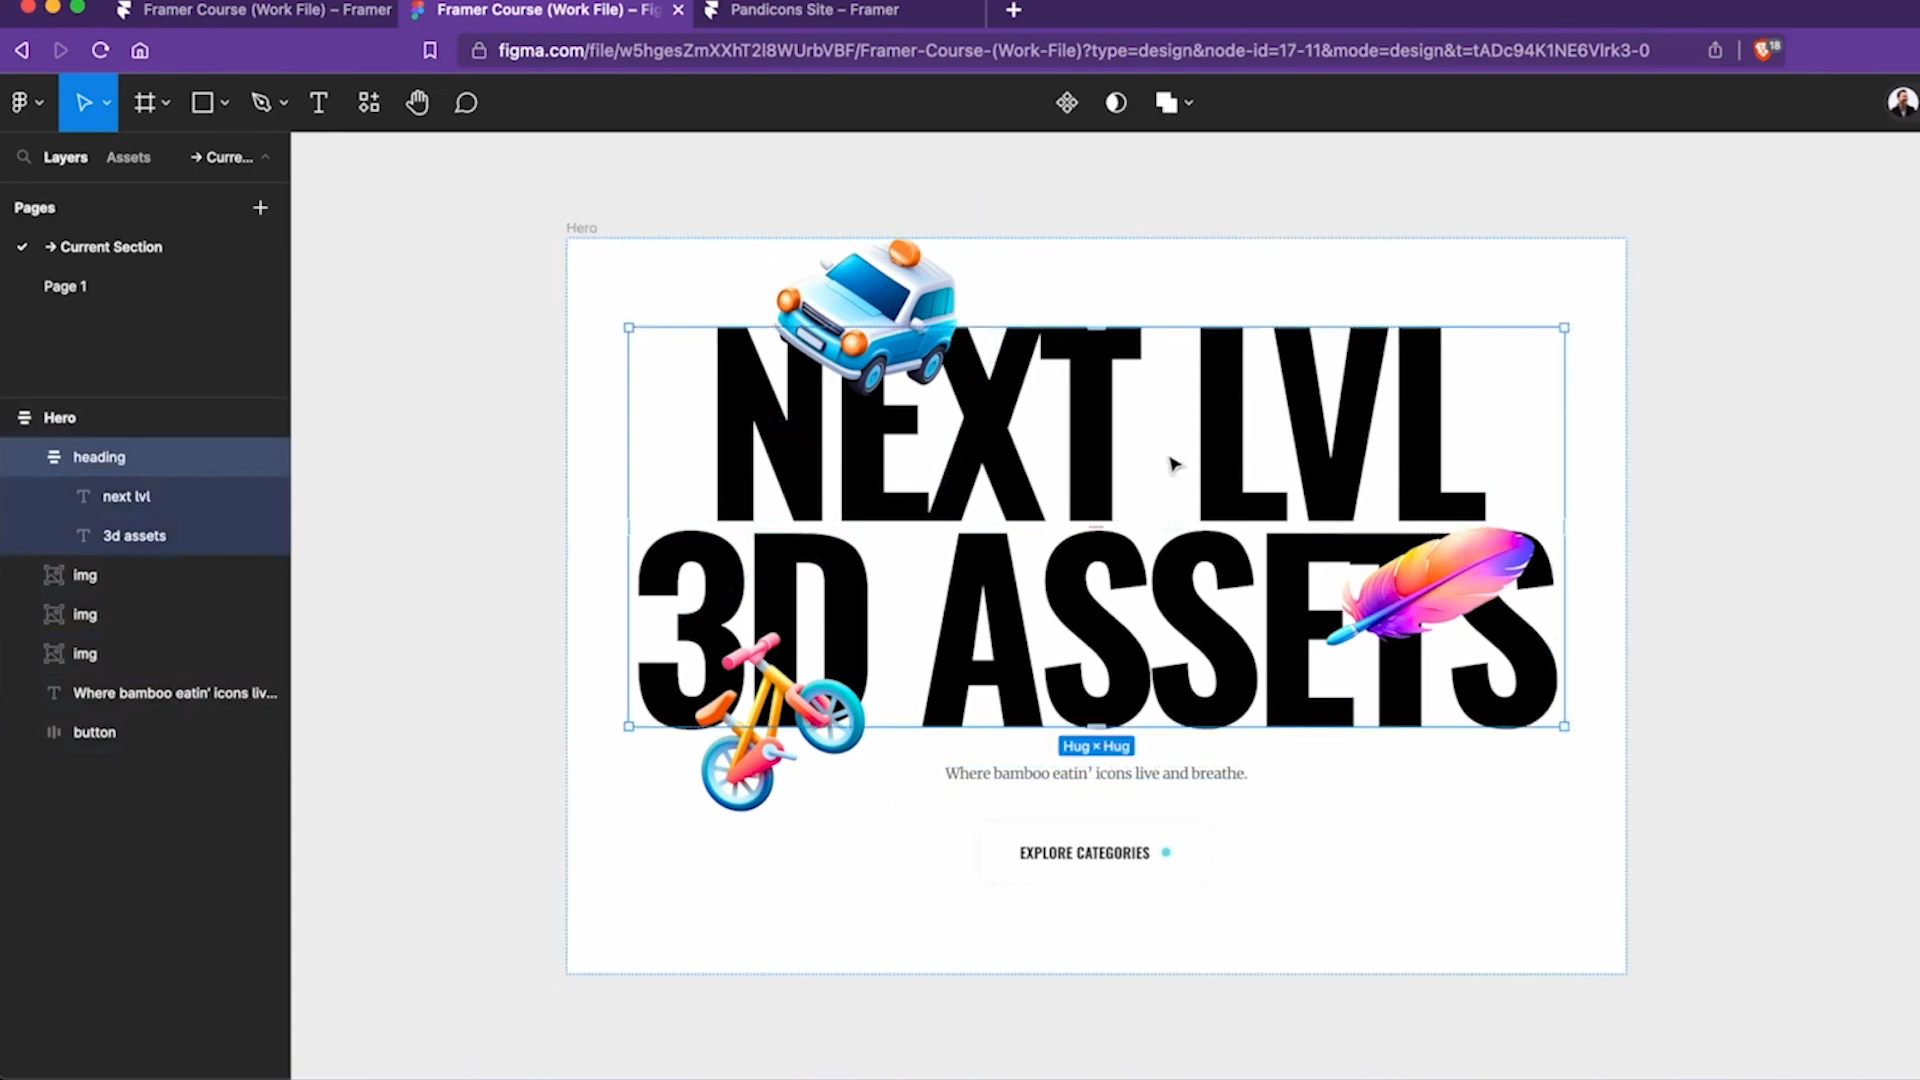 Framer Course (Work File) – Framer
Framer Course (Work File) – Fig
Pandicons Site – Framer
figma.com/file/w5hgesZmXXhT2I8WUrbVBF/Framer-Course-(Work-File)?type=design&node-id=17-11&mode=design&t=tADc94K1NE6VIrk3-0
18
Layers
Assets
→ Curre...
Pages
→ Current Section
Page 1
Hero
heading
next lvl
3d assets
img
img
img
Where bamboo eatin' icons liv...
button
Hero
NEXT LVL
3D ASSETS
Hug × Hug
Where bamboo eatin' icons live and breathe.
EXPLORE CATEGORIES